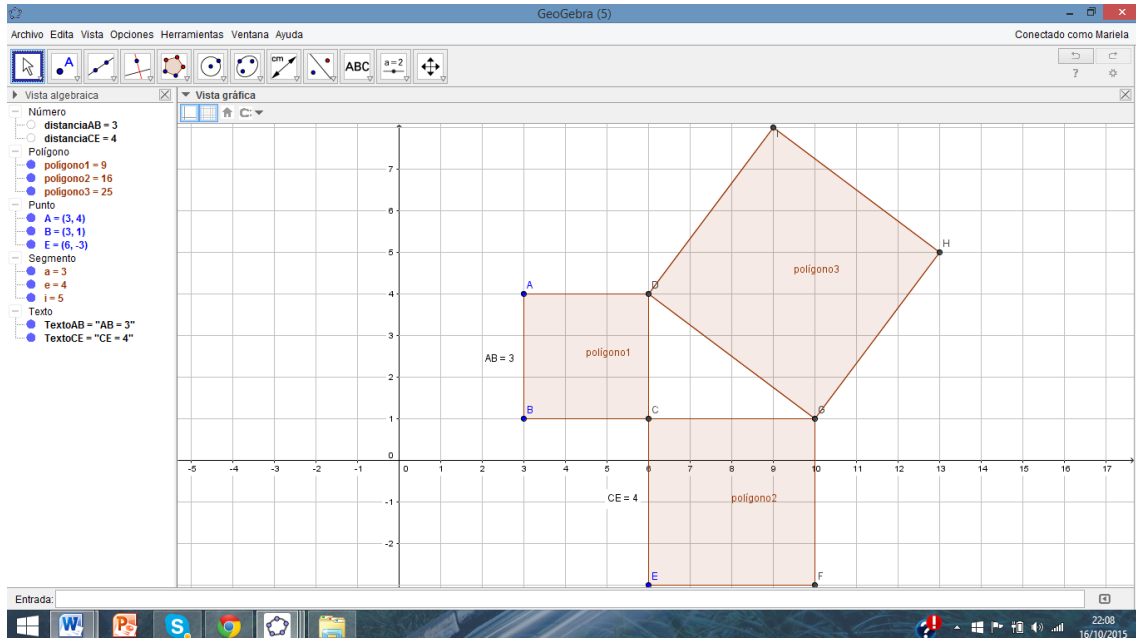 GeoGebra (5)
Archivo Edita Vista Opciones Herramientas Ventana Ayuda
Conectado como Mariela
A
cm
ABC
a=2
?
Vista algebraica
Número
distanciaAB = 3
distanciaCE = 4
Polígono
polígono1 = 9
polígono2 = 16
polígono3 = 25
Punto
A = (3, 4)
B = (3, 1)
E = (6, -3)
Segmento
a = 3
e = 4
i = 5
Texto
TextoAB = "AB = 3"
TextoCE = "CE = 4"
Vista gráfica
I
7
6
H
5
polígono3
A
D
4
3
AB = 3
polígono1
2
B
C
G
1
0
-5 -4 -3 -2 -1 0 1 2 3 4 5 6 7 8 9 10 11 12 13 14 15 16 17
CE = 4
polígono2
-1
-2
E
F
Entrada:
22:08
16/10/2015